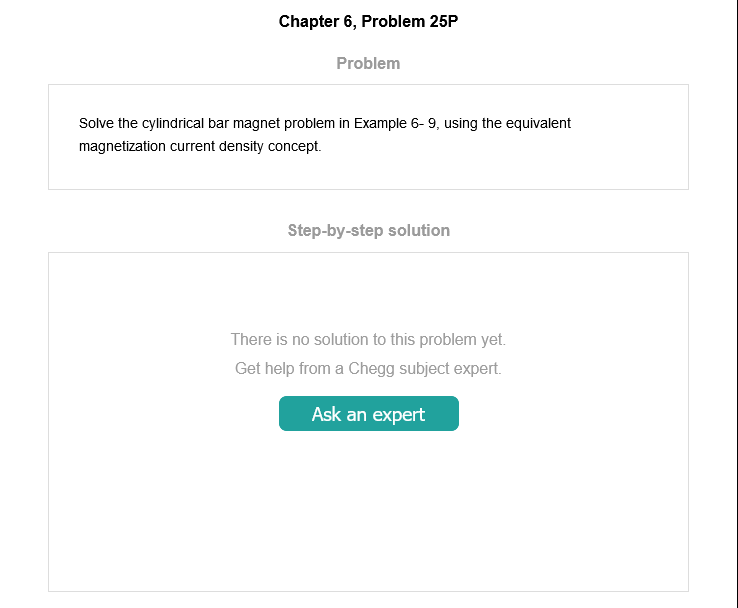 Chapter 6, Problem 25P
Problem
Solve the cylindrical bar magnet problem in Example 6- 9, using the equivalent
magnetization current density concept.
Step-by-step solution
There is no solution to this problem yet.
Get help from a Chegg subject expert.
Ask an expert